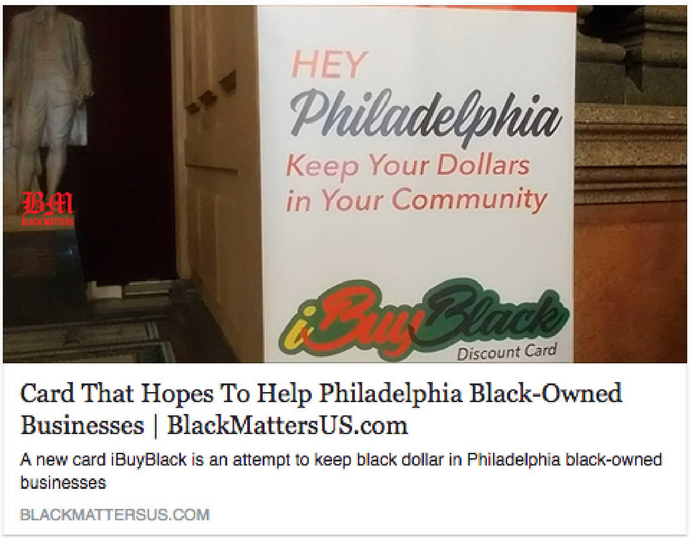 HEY
Philadelphia
Keep Your Dollars
in Your Community
BM
BLACK MATTERS
iBuyBlack
Discount Card
Card That Hopes To Help Philadelphia Black-Owned
Businesses | BlackMattersUS.com
A new card iBuyBlack is an attempt to keep black dollar in Philadelphia black-owned
businesses
BLACKMATTERSUS.COM